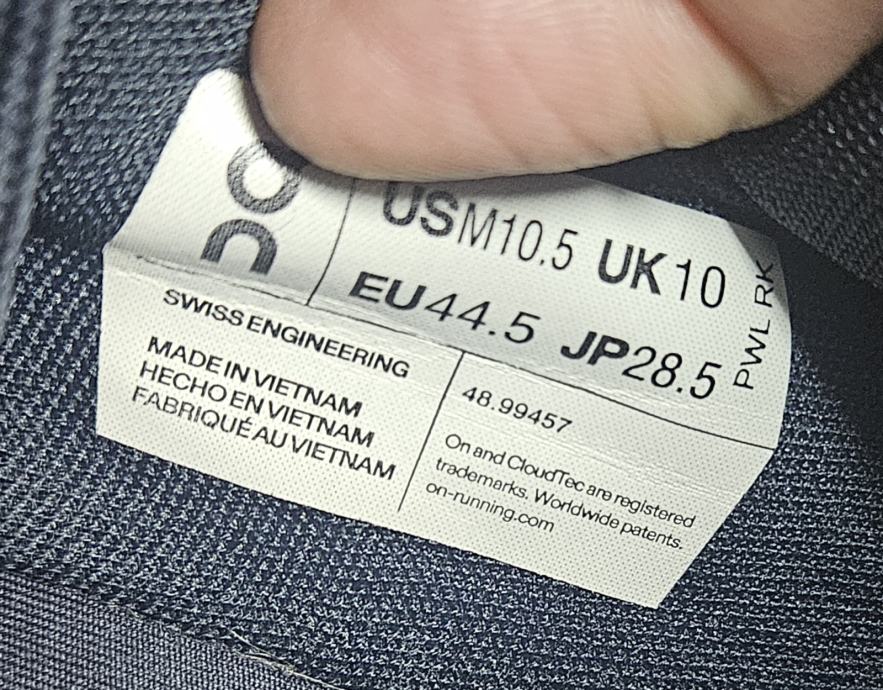 On
USM10.5 UK10
EU44.5 JP28.5
PWL RK
SWISS ENGINEERING
MADE IN VIETNAM
HECHO EN VIETNAM
FABRIQUÉ AU VIETNAM
48.99457
On and CloudTec are registered
trademarks. Worldwide patents.
on-running.com